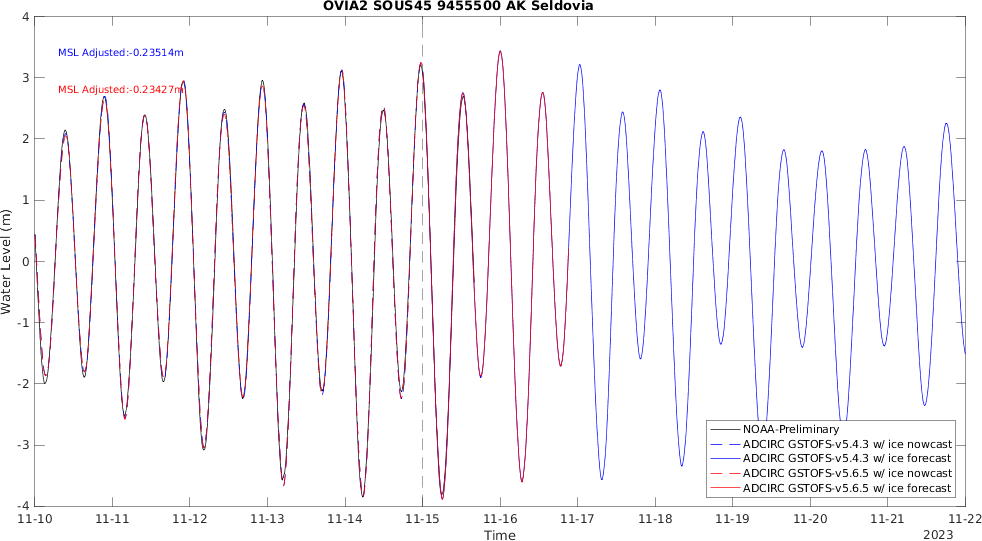 OVIA2 SOUS45 9455500 AK Seldovia
MSL Adjusted:-0.23514m
MSL Adjusted:-0.23427m
Water Level (m)
4
3
2
1
0
-1
-2
-3
-4
NOAA-Preliminary
ADCIRC GSTOFS-v5.4.3 w/ ice nowcast
ADCIRC GSTOFS-v5.4.3 w/ ice forecast
ADCIRC GSTOFS-v5.6.5 w/ ice nowcast
ADCIRC GSTOFS-v5.6.5 w/ ice forecast
11-10 11-11 11-12 11-13 11-14 11-15 11-16 11-17 11-18 11-19 11-20 11-21 11-22
Time
2023